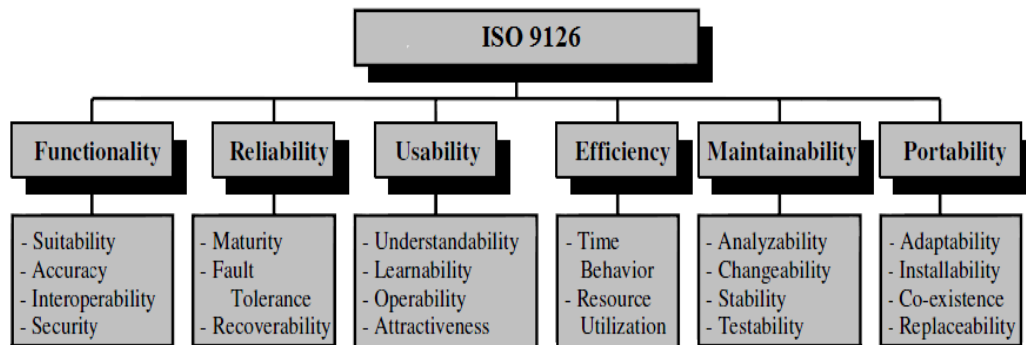 ISO 9126
Functionality
Reliability
Usability
Efficiency
Maintainability
Portability
- Suitability
- Accuracy
- Interoperability
- Security
- Maturity
- Fault
Tolerance
- Recoverability
- Understandability
- Learnability
- Operability
- Attractiveness
- Time
Behavior
- Resource
Utilization
- Analyzability
- Changeability
- Stability
- Testability
- Adaptability
- Installability
- Co-existence
- Replaceability